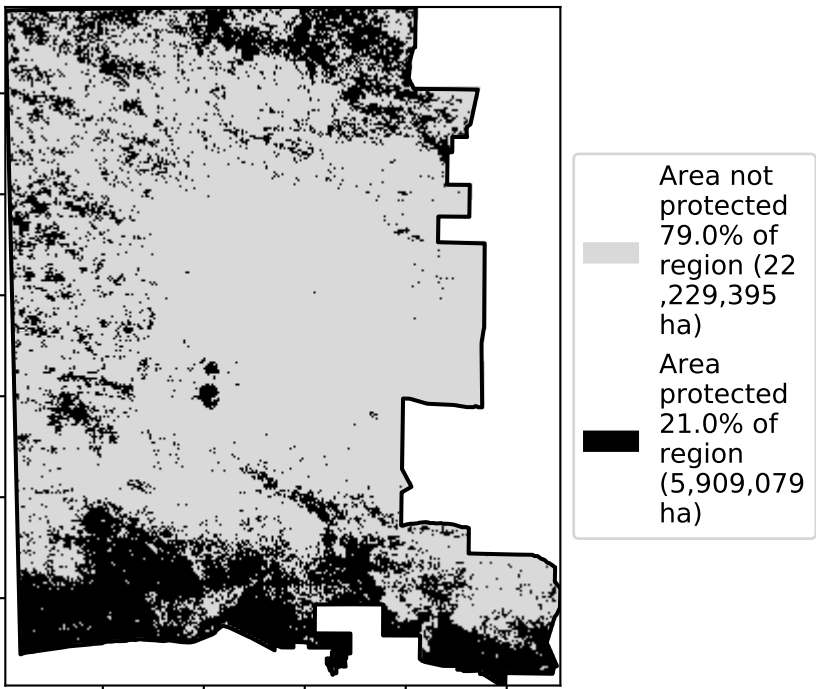 Area not
protected
79.0% of
region (22
,229,395
ha)
Area
protected
21.0% of
region
(5,909,079
ha)